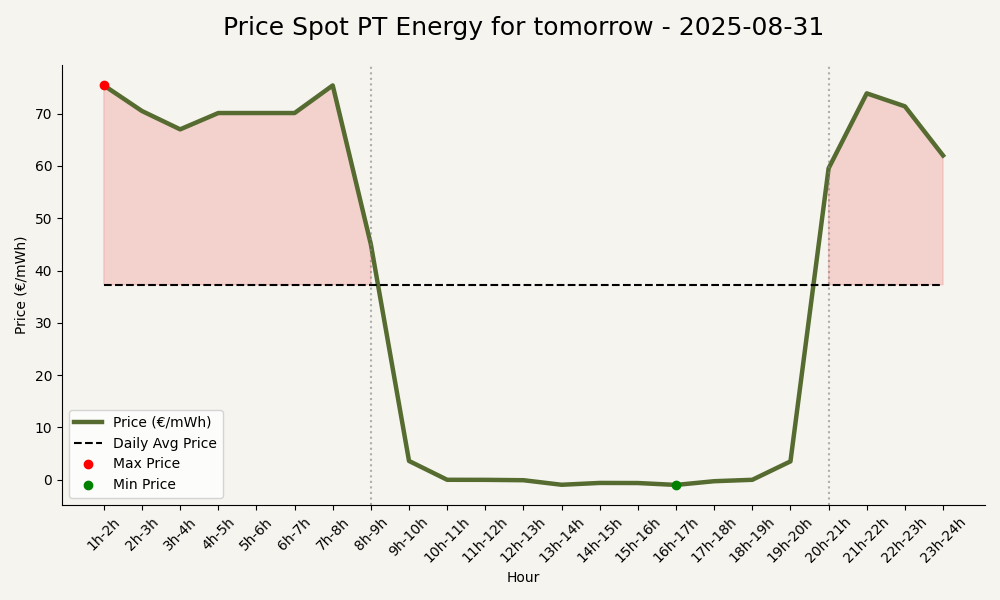 Price Spot PT Energy for tomorrow - 2025-08-31
Price (€/mWh)
70
60
50
40
30
20
10
0
Price (€/mWh)
Daily Avg Price
Max Price
Min Price
1h-2h
2h-3h
3h-4h
4h-5h
5h-6h
6h-7h
7h-8h
8h-9h
9h-10h
10h-11h
11h-12h
12h-13h
13h-14h
14h-15h
15h-16h
16h-17h
17h-18h
18h-19h
19h-20h
20h-21h
21h-22h
22h-23h
23h-24h
Hour